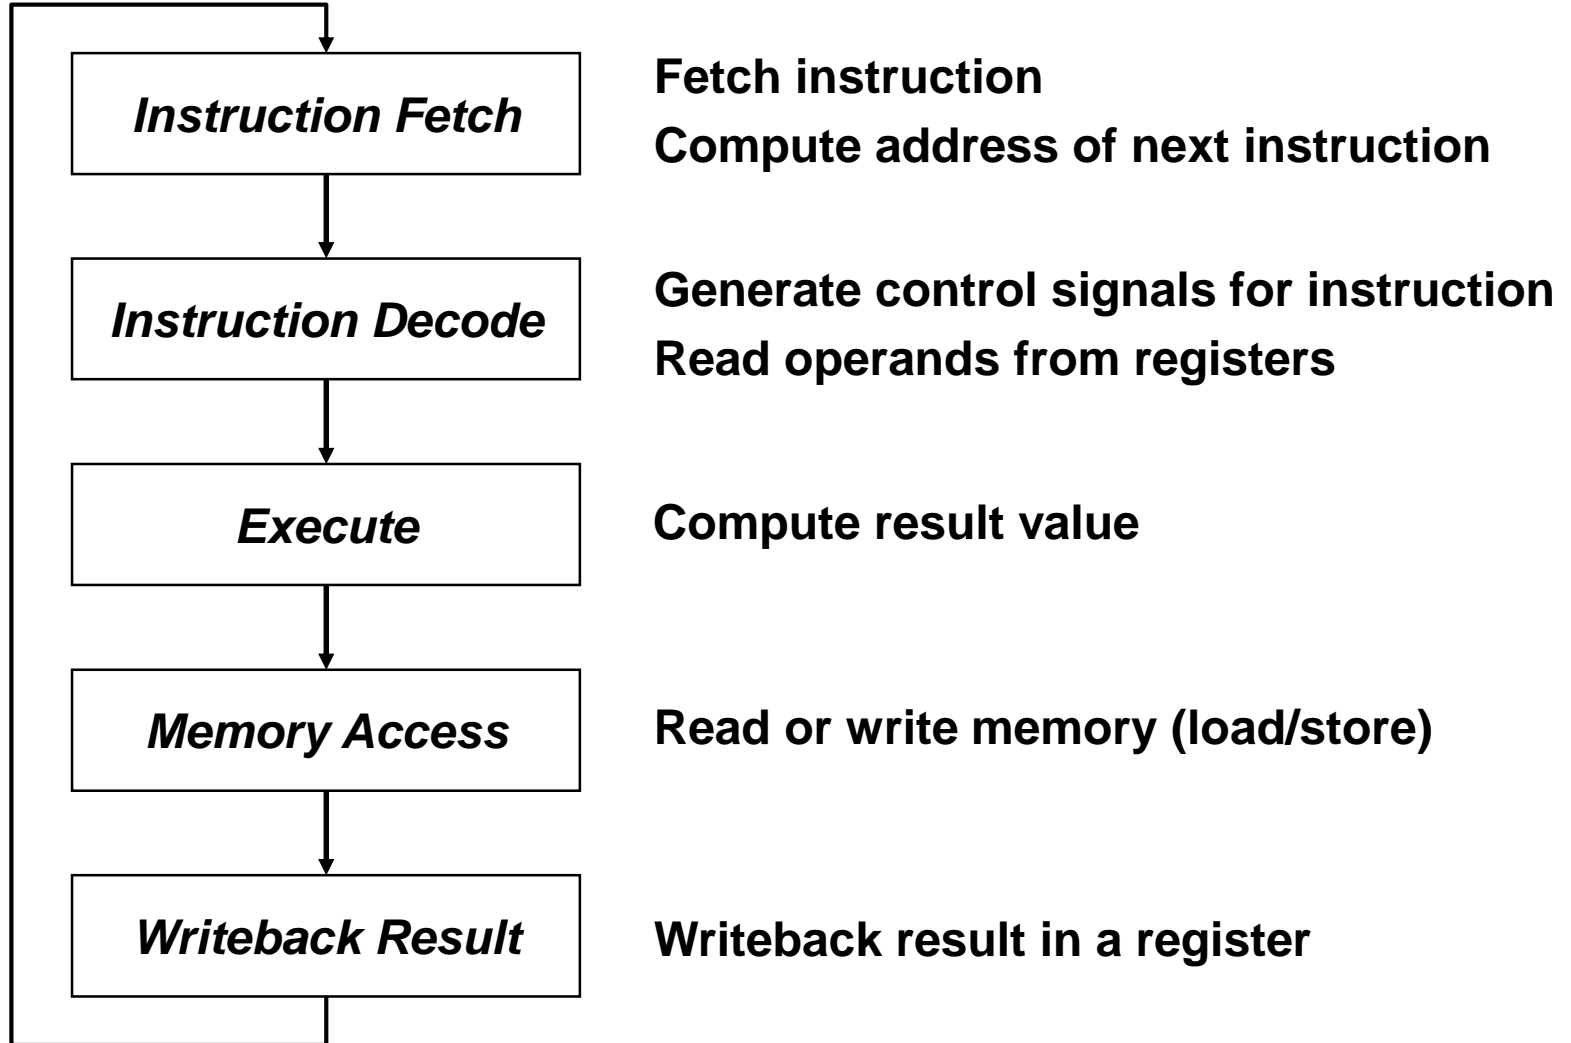 Instruction Fetch
Fetch instruction
Compute address of next instruction
Instruction Decode
Generate control signals for instruction
Read operands from registers
Execute
Compute result value
Memory Access
Read or write memory (load/store)
Writeback Result
Writeback result in a register